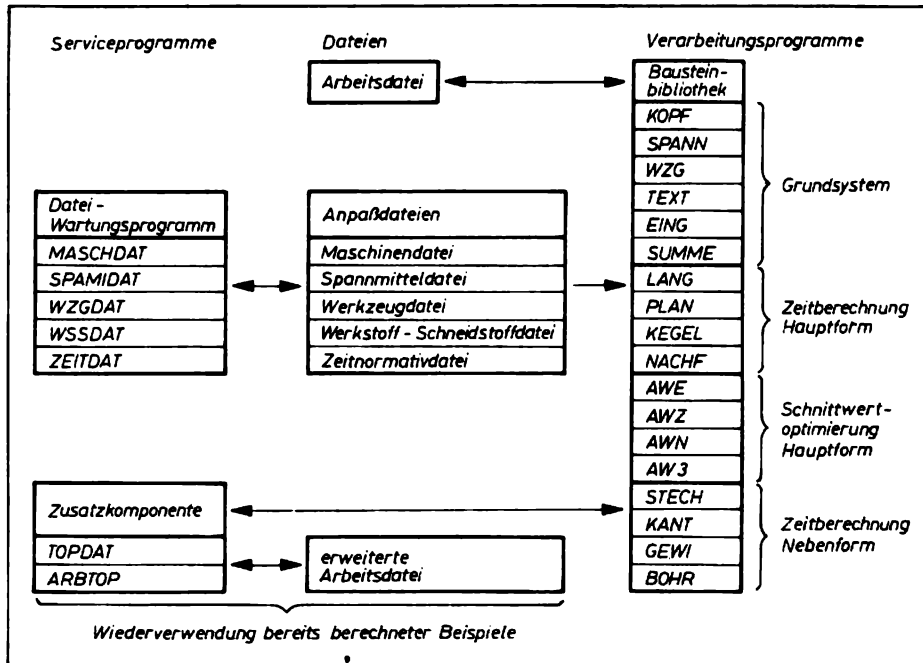 Serviceprogramme
Dateien
Verarbeitungsprogramme
Arbeitsdatei
Baustein-
bibliothek
KOPF
SPANN
WZG
TEXT
EING
SUMME
Grundsystem
Datei -
Wartungsprogramm
MASCHDAT
SPAMIDAT
WZGDAT
WSSDAT
ZEITDAT
Anpaßdateien
Maschinendatei
Spannmitteldatei
Werkzeugdatei
Werkstoff - Schneidstoffdatei
Zeitnormativdatei
LANG
PLAN
KEGEL
NACHF
Zeitberechnung
Hauptform
AWE
AWZ
AWN
AW3
Schnittwert-
optimierung
Hauptform
Zusatzkomponente
TOPDAT
ARBTOP
erweiterte
Arbeitsdatei
STECH
KANT
GEWI
BOHR
Zeitberechnung
Nebenform
Wiederverwendung bereits berechneter Beispiele